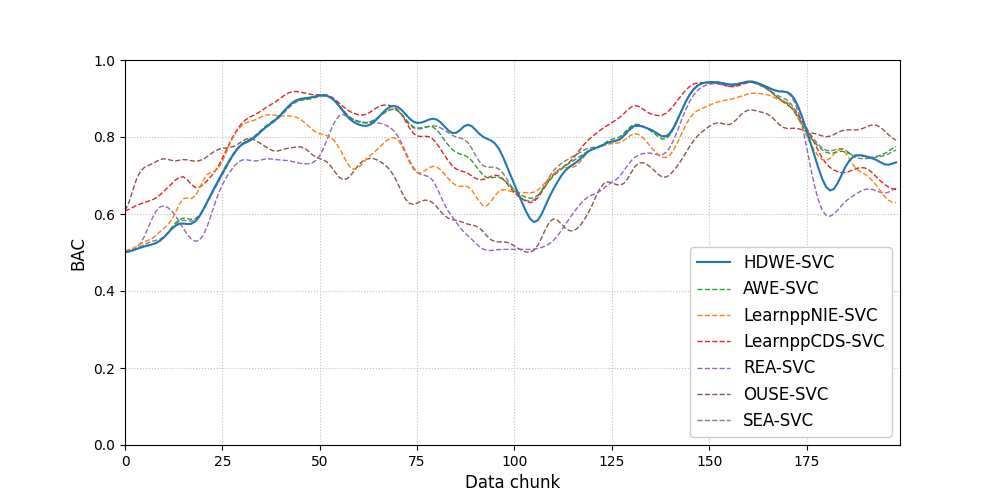 1.0
0.8
0.6
0.4
0.2
0.0
BAC
0 25 50 75 100 125 150 175
Data chunk
HDWE-SVC
AWE-SVC
LearnppNIE-SVC
LearnppCDS-SVC
REA-SVC
OUSE-SVC
SEA-SVC